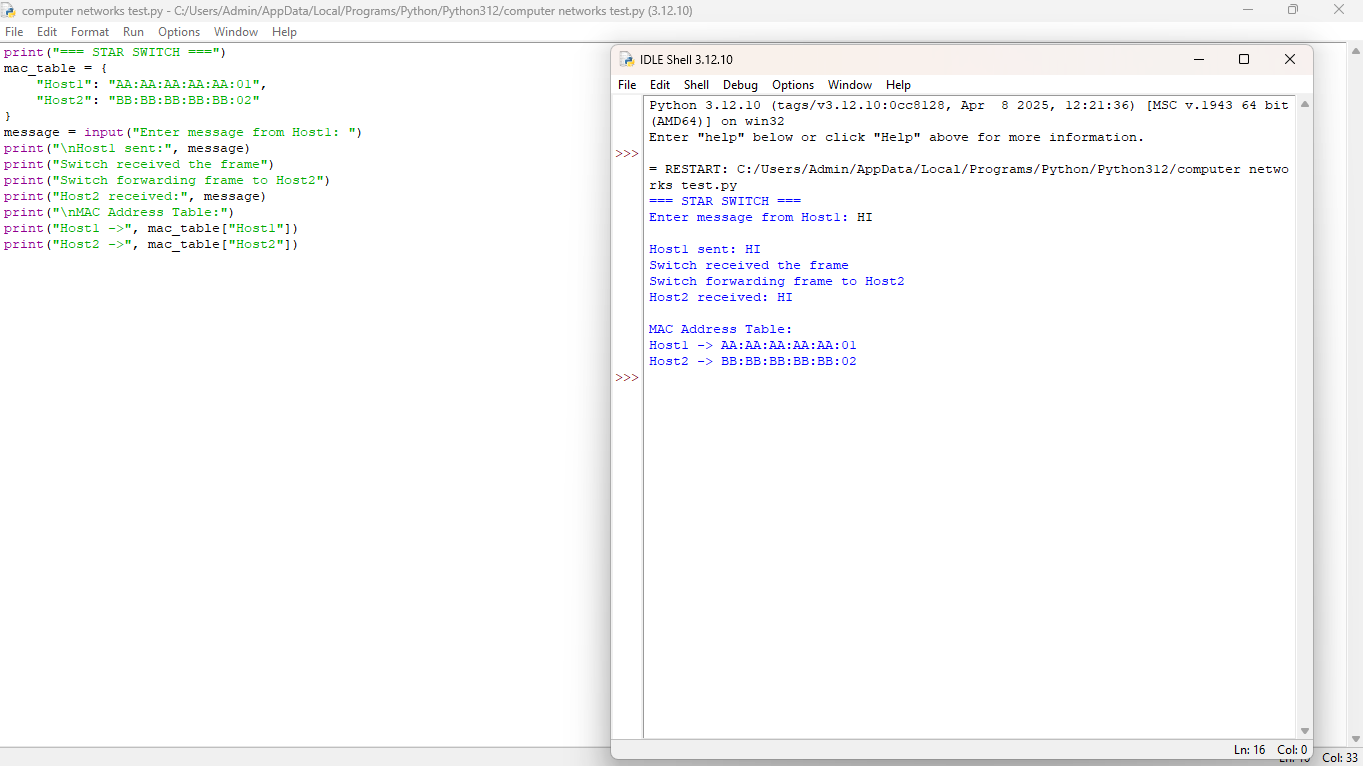 computer networks test.py - C:/Users/Admin/AppData/Local/Programs/Python/Python312/computer networks test.py (3.12.10)
File Edit Format Run Options Window Help
print("=== STAR SWITCH ===")
mac_table = {
    "Host1": "AA:AA:AA:AA:AA:01",
    "Host2": "BB:BB:BB:BB:BB:02"
}
message = input("Enter message from Host1: ")
print("\nHost1 sent:", message)
print("Switch received the frame")
print("Switch forwarding frame to Host2")
print("Host2 received:", message)
print("\nMAC Address Table:")
print("Host1 ->", mac_table["Host1"])
print("Host2 ->", mac_table["Host2"])
IDLE Shell 3.12.10
File Edit Shell Debug Options Window Help
Python 3.12.10 (tags/v3.12.10:0cc8128, Apr  8 2025, 12:21:36) [MSC v.1943 64 bit
(AMD64)] on win32
Enter "help" below or click "Help" above for more information.
>>>
= RESTART: C:/Users/Admin/AppData/Local/Programs/Python/Python312/computer netwo
rks test.py
=== STAR SWITCH ===
Enter message from Host1: HI
Host1 sent: HI
Switch received the frame
Switch forwarding frame to Host2
Host2 received: HI
MAC Address Table:
Host1 -> AA:AA:AA:AA:AA:01
Host2 -> BB:BB:BB:BB:BB:02
>>>
Ln: 16 Col: 0
Col: 33